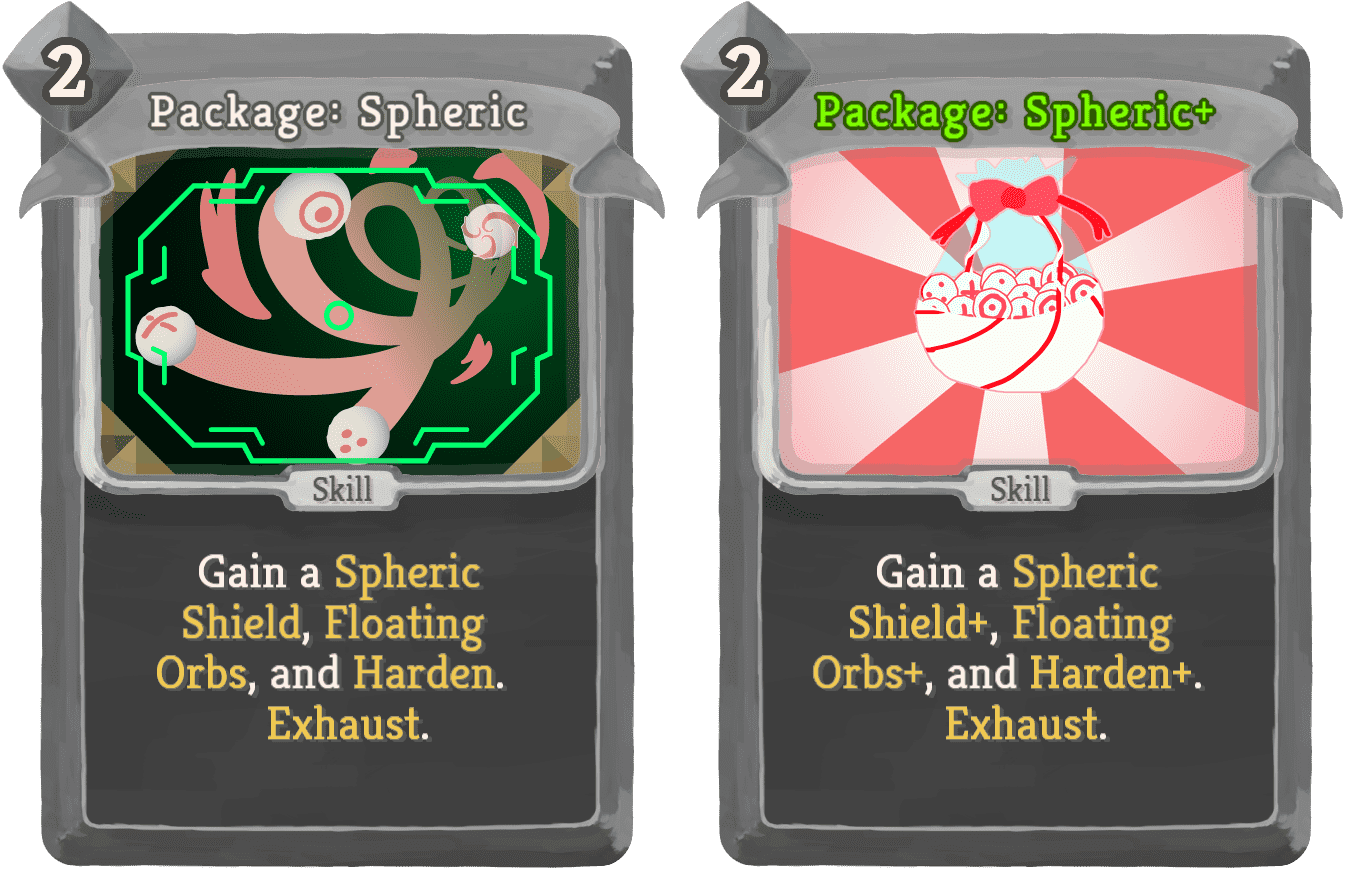 2
Package: Spheric
Skill
Gain a Spheric
Shield, Floating
Orbs, and Harden.
Exhaust.
2
Package: Spheric+
Skill
Gain a Spheric
Shield+, Floating
Orbs+, and Harden+.
Exhaust.